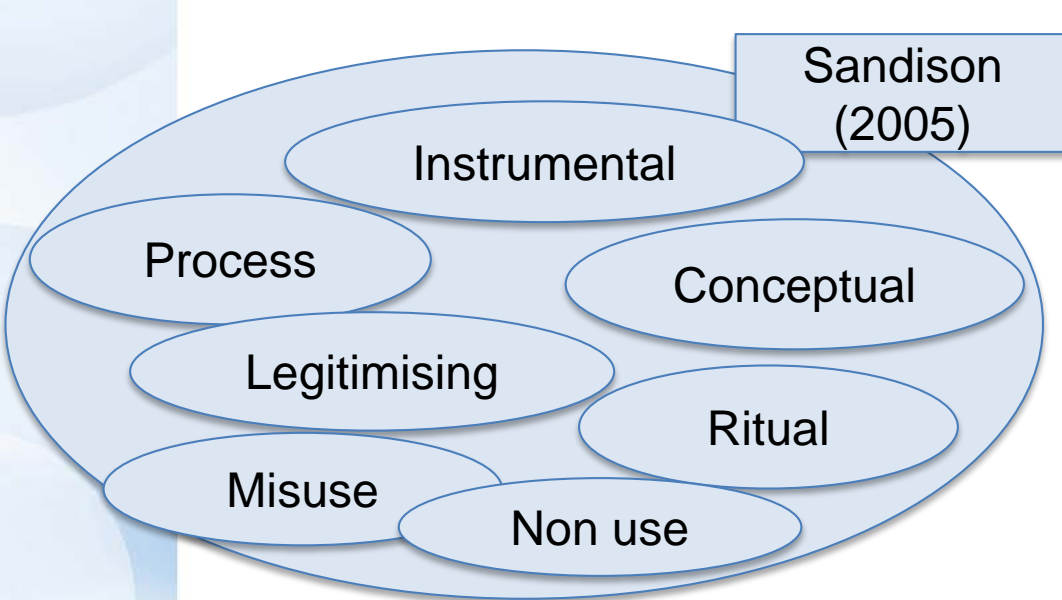 Sandison
(2005)
Instrumental
Process
Conceptual
Legitimising
Ritual
Misuse
Non use